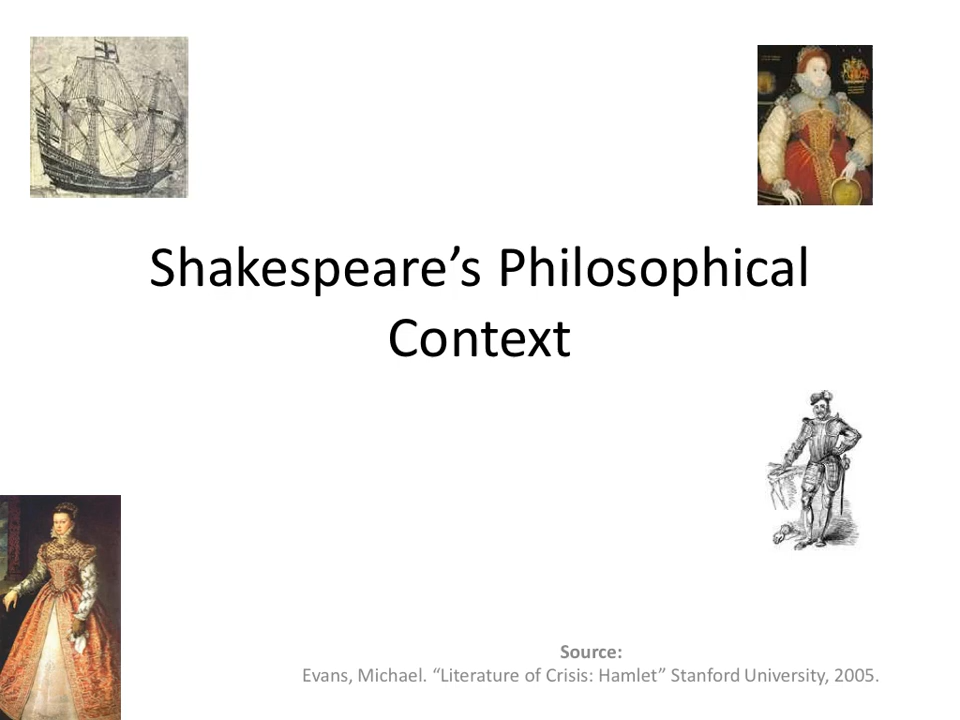 Shakespeare’s Philosophical
Context
Source:
Evans, Michael. “Literature of Crisis: Hamlet” Stanford University, 2005.